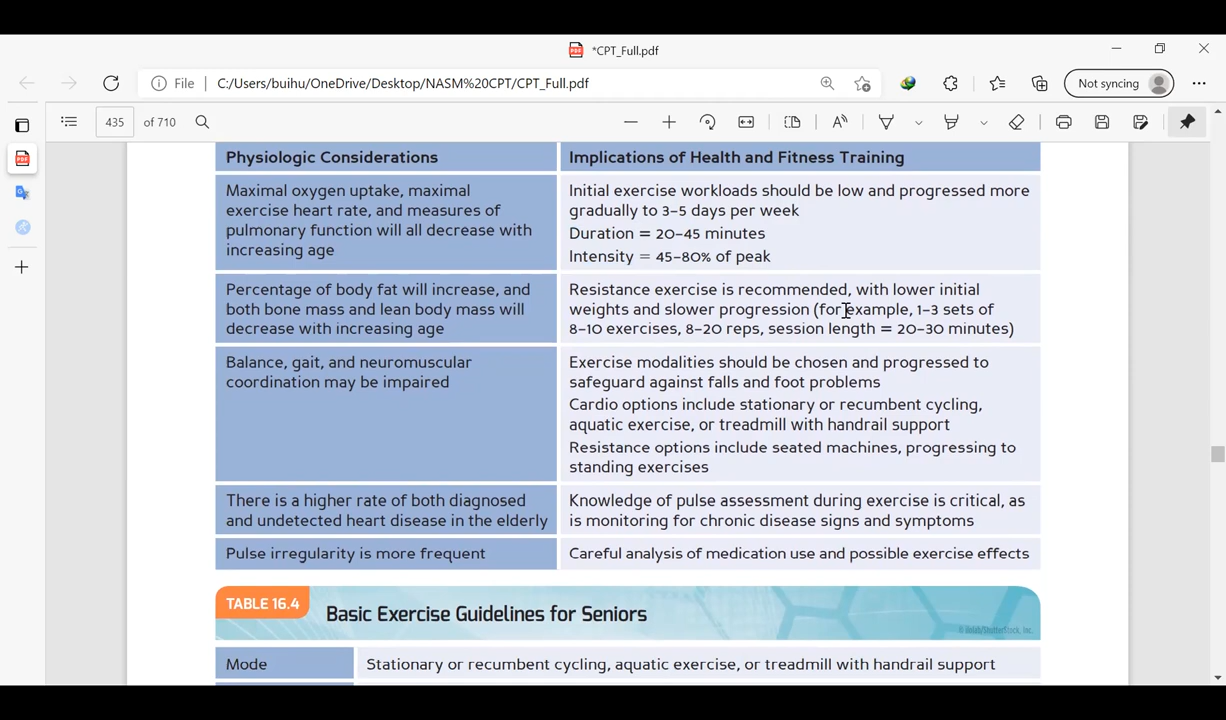 *CPT_Full.pdf
File
C:/Users/buihu/OneDrive/Desktop/NASM%20CPT/CPT_Full.pdf
Not syncing
435 of 710
Physiologic Considerations
Implications of Health and Fitness Training
Maximal oxygen uptake, maximal
exercise heart rate, and measures of
pulmonary function will all decrease with
increasing age
Initial exercise workloads should be low and progressed more
gradually to 3–5 days per week
Duration = 20–45 minutes
Intensity = 45–80% of peak
Percentage of body fat will increase, and
both bone mass and lean body mass will
decrease with increasing age
Resistance exercise is recommended, with lower initial
weights and slower progression (for example, 1–3 sets of
8–10 exercises, 8–20 reps, session length = 20–30 minutes)
Balance, gait, and neuromuscular
coordination may be impaired
Exercise modalities should be chosen and progressed to
safeguard against falls and foot problems
Cardio options include stationary or recumbent cycling,
aquatic exercise, or treadmill with handrail support
Resistance options include seated machines, progressing to
standing exercises
There is a higher rate of both diagnosed
and undetected heart disease in the elderly
Knowledge of pulse assessment during exercise is critical, as
is monitoring for chronic disease signs and symptoms
Pulse irregularity is more frequent
Careful analysis of medication use and possible exercise effects
TABLE 16.4
Basic Exercise Guidelines for Seniors
Mode
Stationary or recumbent cycling, aquatic exercise, or treadmill with handrail support